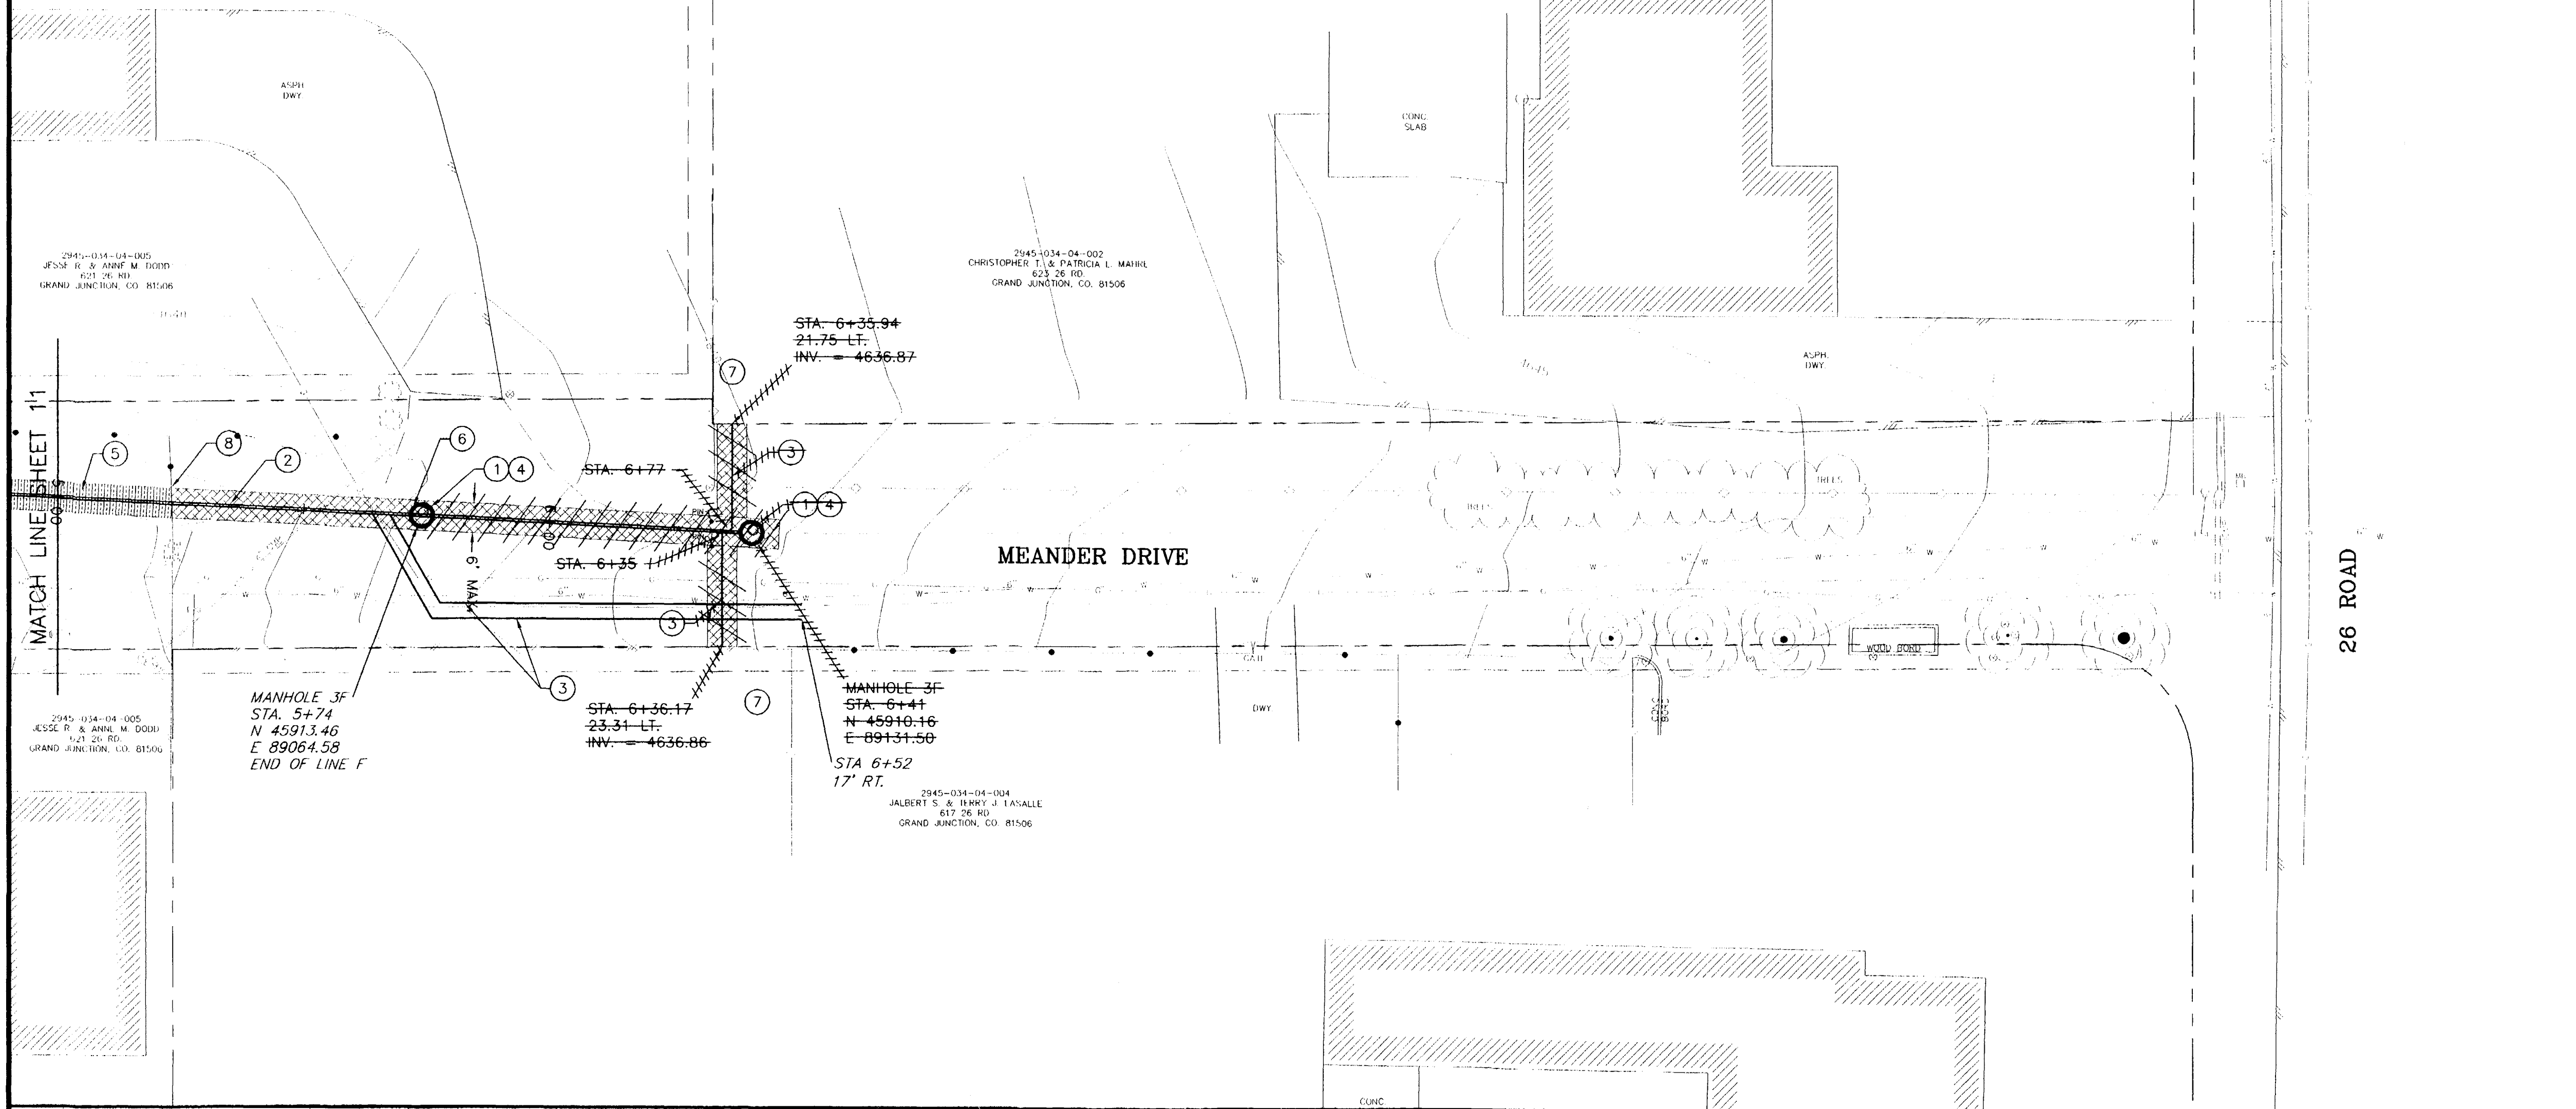 ASPH.
DWY.
CONC.
SLAB
2945-034-04-005
JESSE R. & ANNE M. DODD
621 26 RD.
GRAND JUNCTION, CO. 81506
4640
2945-034-04-002
CHRISTOPHER T. & PATRICIA L. MAHRE
623 26 RD.
GRAND JUNCTION, CO. 81506
STA. 6+35.94
21.75 LT.
INV. = 4636.87
7
ASPH.
DWY.
4645
MATCH LINE SHEET 11
5
8
2
6
1 4
STA. 6+77
3
1 4
6+00
STA. 6+35
6' MAX
TREES
TREES
MEANDER DRIVE
26 ROAD
3
3
WOOD BORD
MANHOLE 3F
STA. 5+74
N 45913.46
E 89064.58
END OF LINE F
STA. 6+36.17
23.31 LT.
INV. = 4636.86
7
MANHOLE 3F
STA. 6+41
N 45910.16
E 89131.50
STA 6+52
17' RT.
DWY
2945-034-04-005
JESSE R. & ANNE M. DODD
621 26 RD.
GRAND JUNCTION, CO. 81506
2945-034-04-004
JALBERT S. & TERRY J. LASALLE
617 26 RD
GRAND JUNCTION, CO. 81506
CONC.